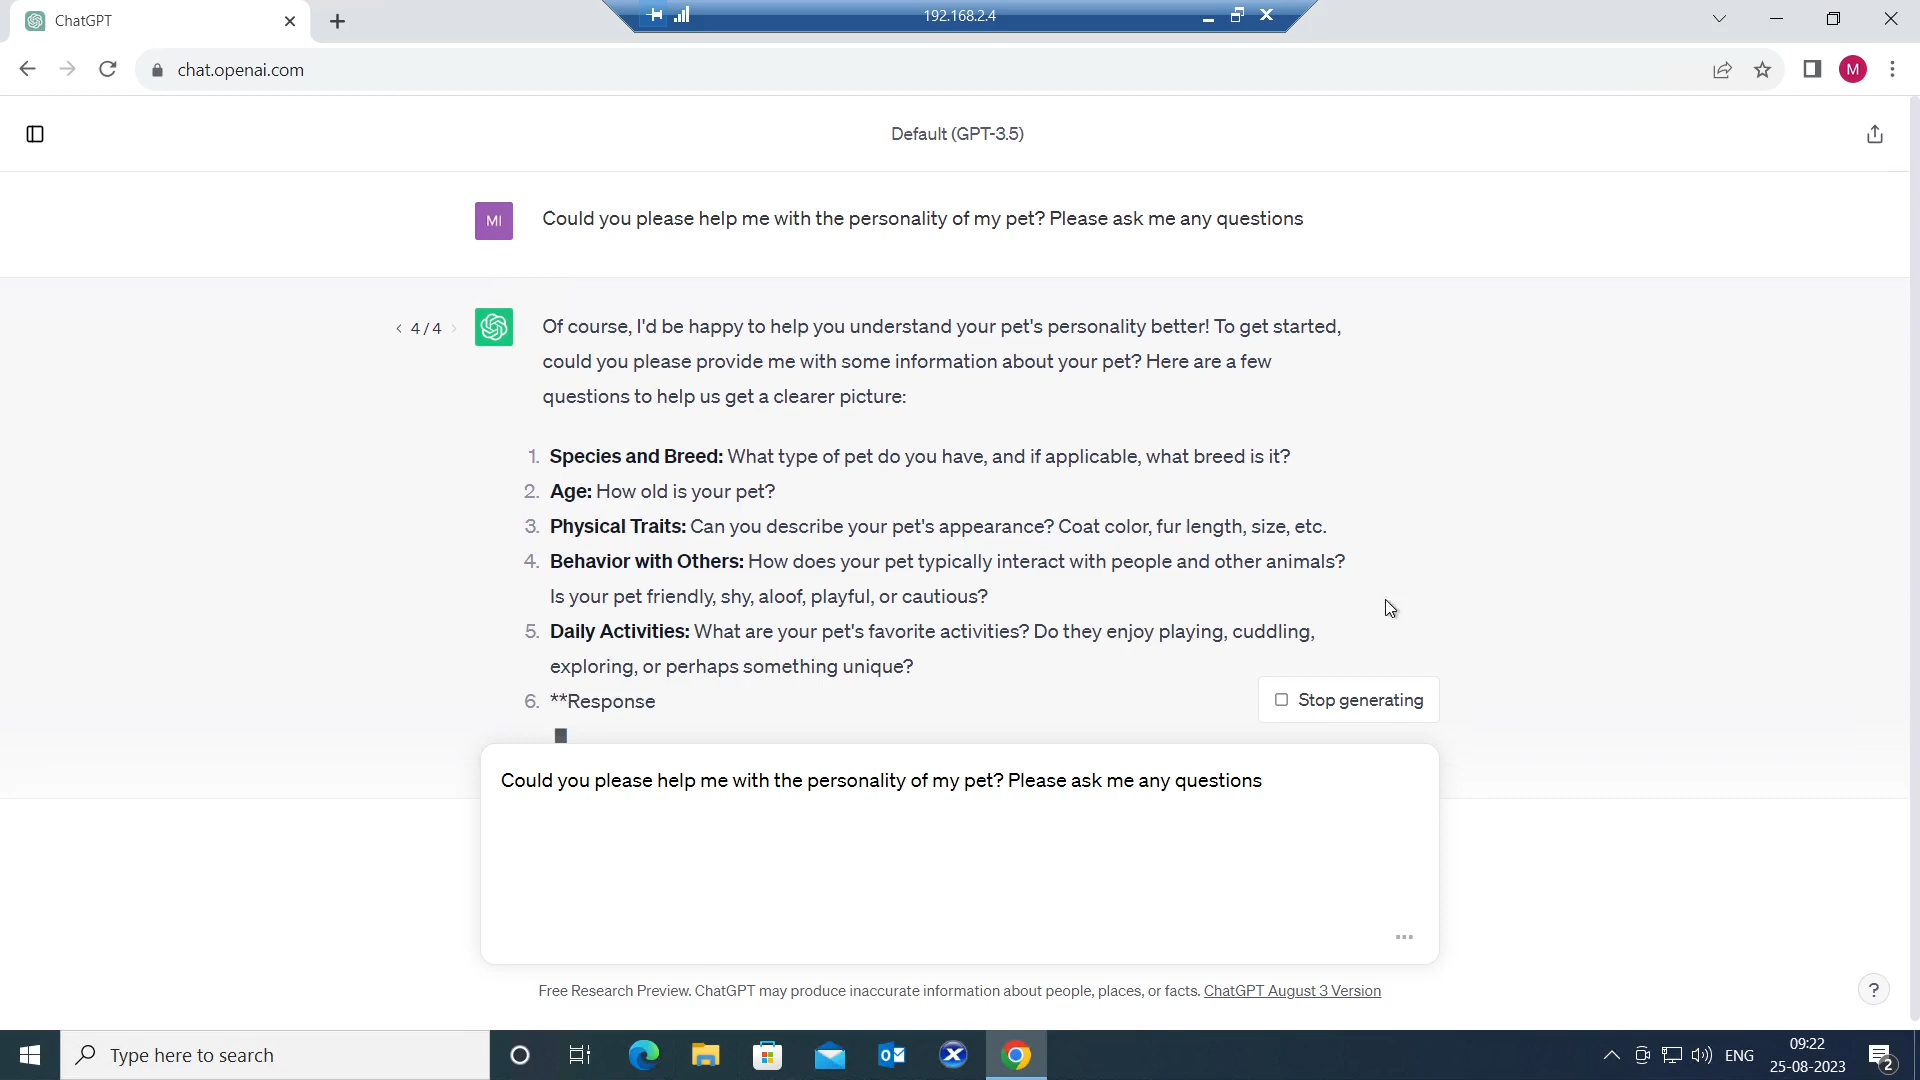 ChatGPT
192.168.2.4
chat.openai.com
M
Default (GPT-3.5)
MI
Could you please help me with the personality of my pet? Please ask me any questions
4 / 4
Of course, I'd be happy to help you understand your pet's personality better! To get started,
could you please provide me with some information about your pet? Here are a few
questions to help us get a clearer picture:
1. Species and Breed: What type of pet do you have, and if applicable, what breed is it?
2. Age: How old is your pet?
3. Physical Traits: Can you describe your pet's appearance? Coat color, fur length, size, etc.
4. Behavior with Others: How does your pet typically interact with people and other animals?
Is your pet friendly, shy, aloof, playful, or cautious?
5. Daily Activities: What are your pet's favorite activities? Do they enjoy playing, cuddling,
exploring, or perhaps something unique?
6. **Response
Stop generating
Could you please help me with the personality of my pet? Please ask me any questions
Free Research Preview. ChatGPT may produce inaccurate information about people, places, or facts. ChatGPT August 3 Version
?
Type here to search
ENG
09:22
25-08-2023
2